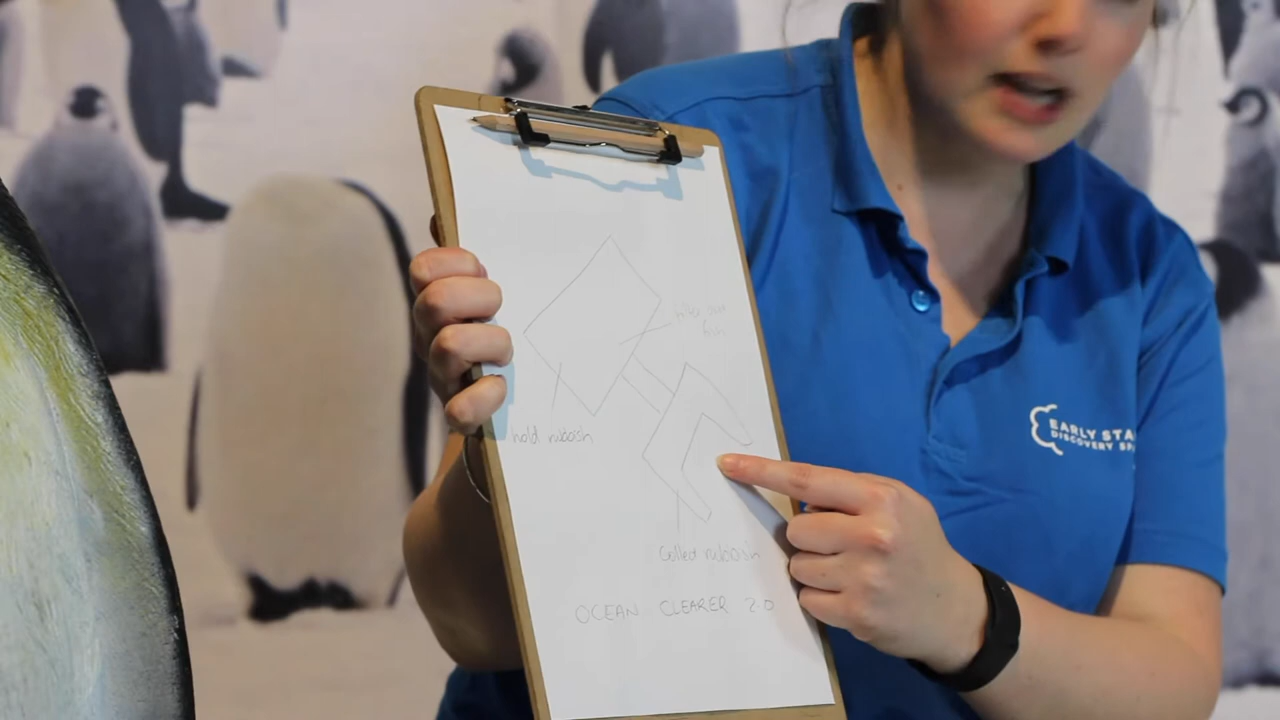 filter out
fish
hold rubbish
collect rubbish
OCEAN CLEARER 2.0
EARLY STA
DISCOVERY SP